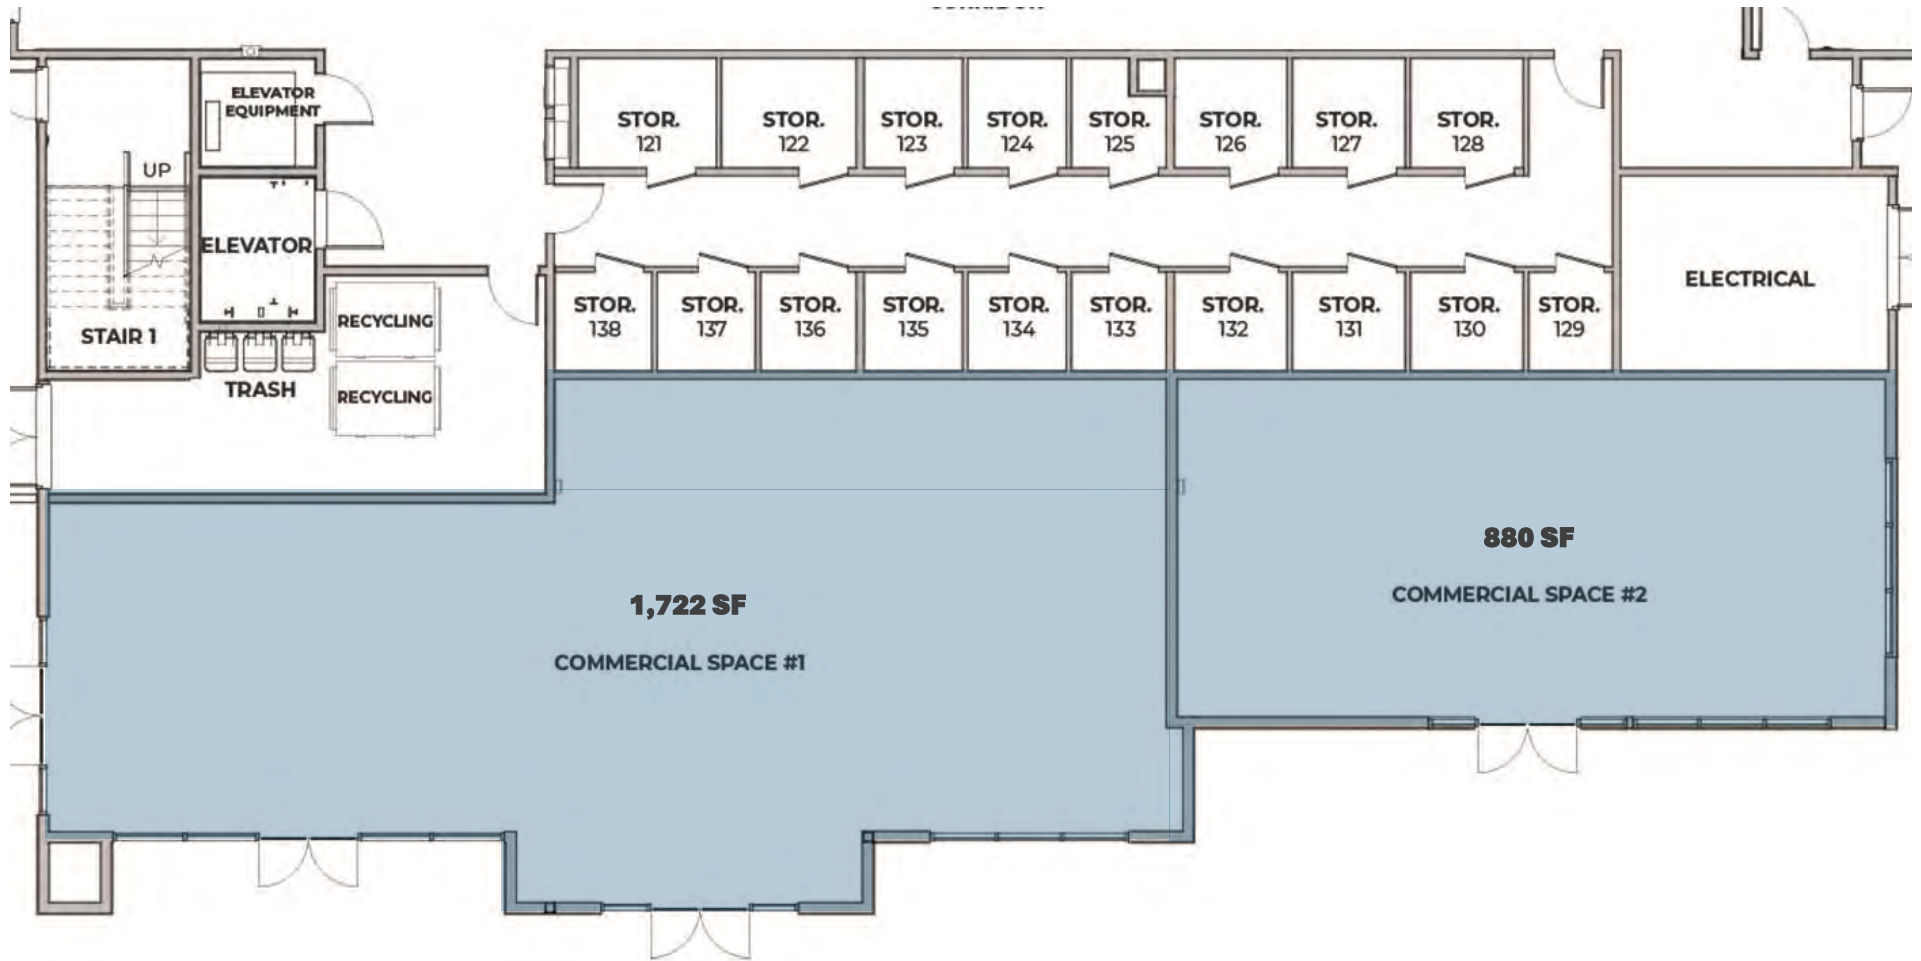 ELEVATOR
EQUIPMENT
STOR.
121
STOR.
122
STOR.
123
STOR.
124
STOR.
125
STOR.
126
STOR.
127
STOR.
128
UP
ELEVATOR
ELECTRICAL
STOR.
138
STOR.
137
STOR.
136
STOR.
135
STOR.
134
STOR.
133
STOR.
132
STOR.
131
STOR.
130
STOR.
129
STAIR 1
RECYCLING
TRASH
RECYCLING
880 SF
COMMERCIAL SPACE #2
1,722 SF
COMMERCIAL SPACE #1